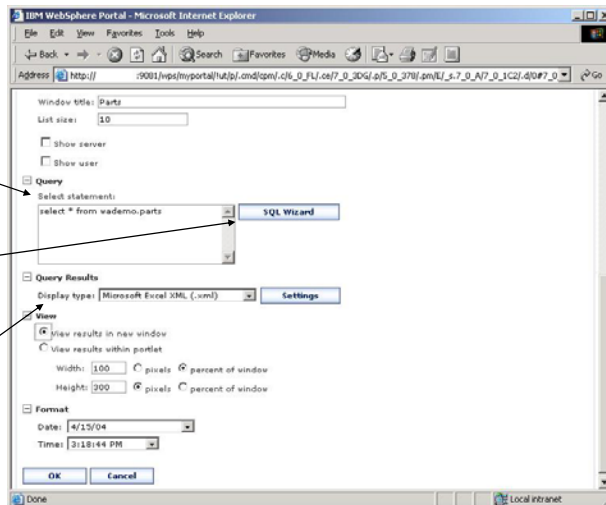 IBM WebSphere Portal - Microsoft Internet Explorer
File Edit View Favorites Tools Help
Back Search Favorites Media
Address http:// :9081/wps/myportal/!ut/p/.cmd/cpm/.c/6_0_FL/.ce/7_0_3DG/.p/5_0_378/.pm/E/_s.7_0_A/7_0_1C2/.d/0#7_0 Go
Window title: Parts
List size: 10
Show server
Show user
Query
Select statement:
select * from wademo.parts SQL Wizard
Query Results
Display type: Microsoft Excel XML (.xml) Settings
View
View results in new window
View results within portlet
Width: 100 pixels percent of window
Height: 300 pixels percent of window
Format
Date: 4/15/04
Time: 3:18:44 PM
OK Cancel
Done Local intranet